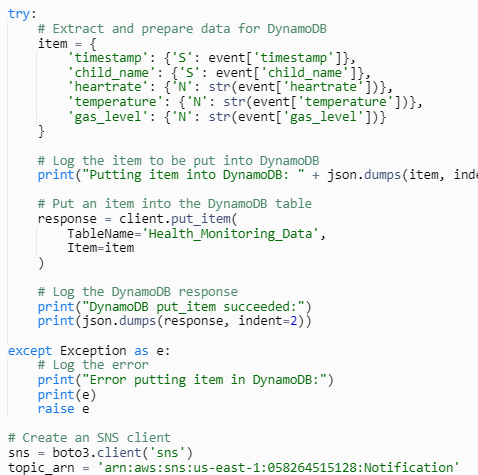 try:
    # Extract and prepare data for DynamoDB
    item = {
        'timestamp': {'S': event['timestamp']},
        'child_name': {'S': event['child_name']},
        'heartrate': {'N': str(event['heartrate'])},
        'temperature': {'N': str(event['temperature'])},
        'gas_level': {'N': str(event['gas_level'])}
    }

    # Log the item to be put into DynamoDB
    print("Putting item into DynamoDB: " + json.dumps(item, inde

    # Put an item into the DynamoDB table
    response = client.put_item(
        TableName='Health_Monitoring_Data',
        Item=item
    )

    # Log the DynamoDB response
    print("DynamoDB put_item succeeded:")
    print(json.dumps(response, indent=2))

except Exception as e:
    # Log the error
    print("Error putting item in DynamoDB:")
    print(e)
    raise e

# Create an SNS client
sns = boto3.client('sns')
topic_arn = 'arn:aws:sns:us-east-1:058264515128:Notification'